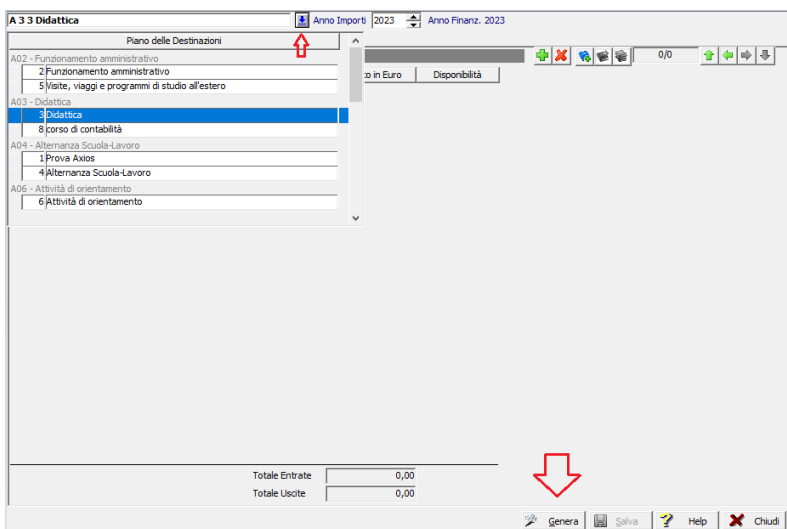 A 3 3 Didattica Anno Importi 2023 Anno Finanz. 2023
Piano delle Destinazioni
0/0
A02 - Funzionamento amministrativo
o in Euro Disponibilità
2 Funzionamento amministrativo
5 Visite, viaggi e programmi di studio all'estero
A03 - Didattica
3 Didattica
8 corso di contabilità
A04 - Alternanza Scuola-Lavoro
1 Prova Axios
4 Alternanza Scuola-Lavoro
A06 - Attività di orientamento
6 Attività di orientamento
Totale Entrate 0,00
Totale Uscite 0,00
Genera Salva Help Chiudi